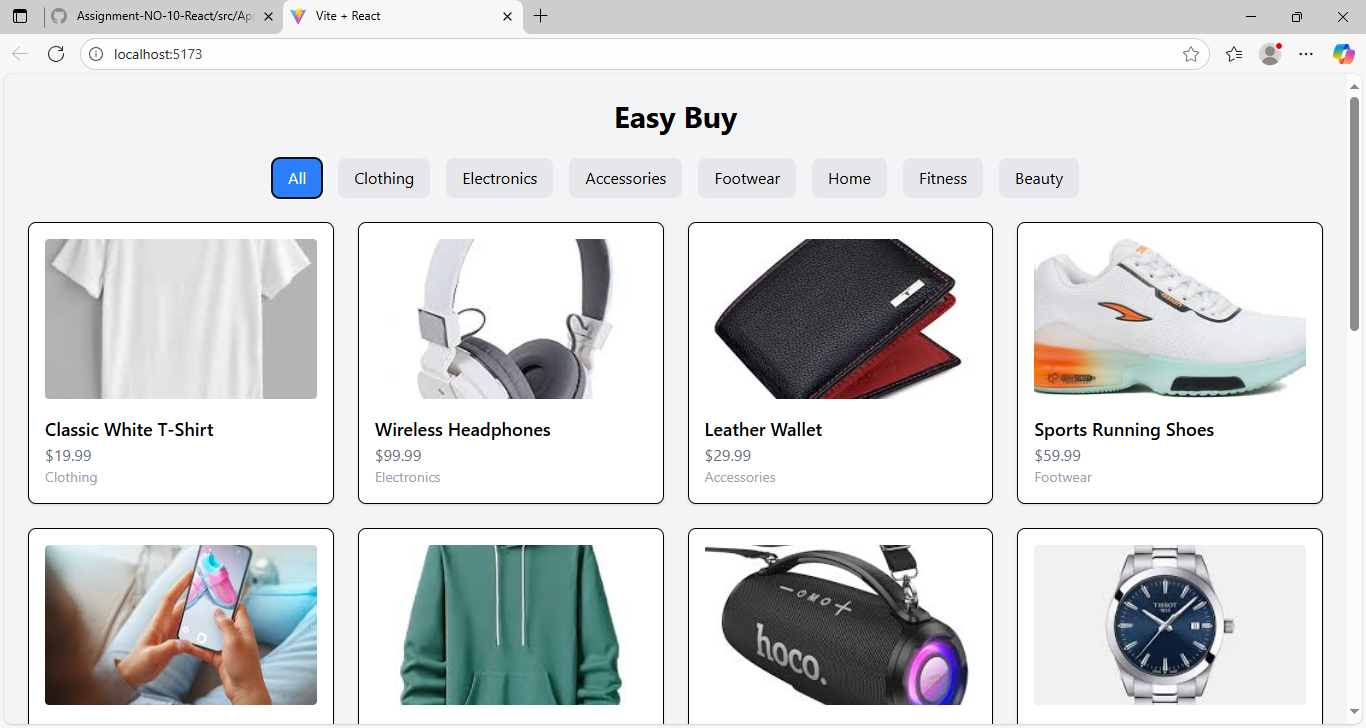 Assignment-NO-10-React/src/Ap
Vite + React
localhost:5173
Easy Buy
All Clothing Electronics Accessories Footwear Home Fitness Beauty
Classic White T-Shirt Wireless Headphones Leather Wallet Sports Running Shoes
$19.99 $99.99 $29.99 $59.99
Clothing Electronics Accessories Footwear
hoco.
TISSOT